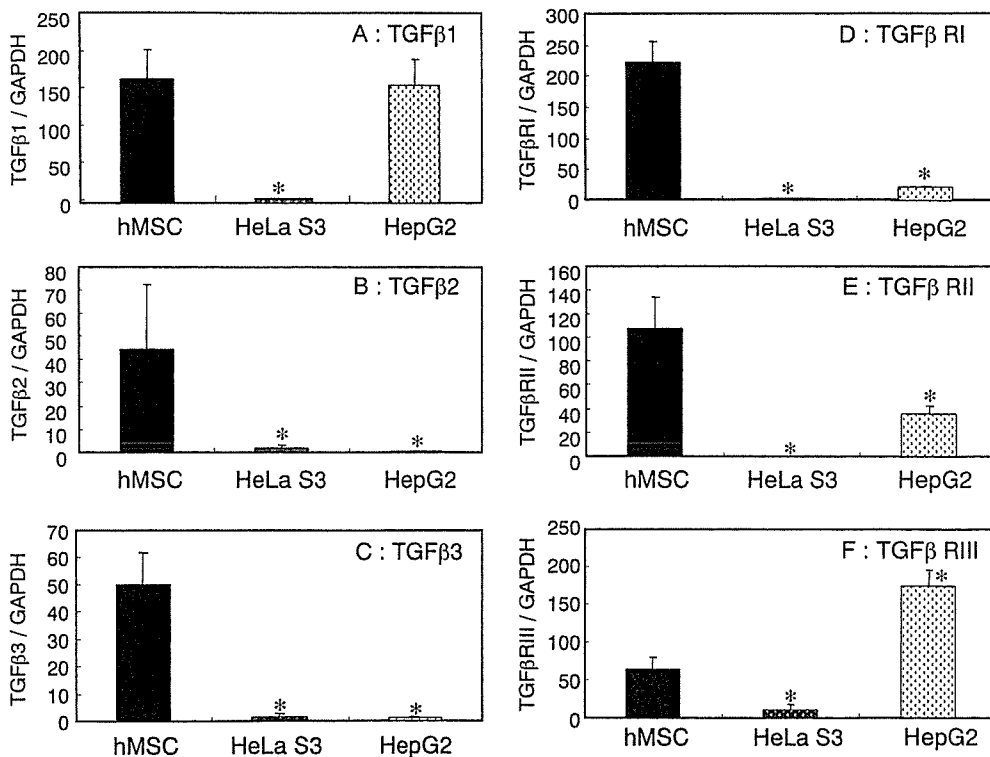 A : TGFβ1
TGFβ1 / GAPDH
250
200
150
100
50
0
*
hMSC HeLa S3 HepG2
B : TGFβ2
TGFβ2 / GAPDH
80
70
60
50
40
30
20
10
0
* *
hMSC HeLa S3 HepG2
C : TGFβ3
TGFβ3 / GAPDH
70
60
50
40
30
20
10
0
* *
hMSC HeLa S3 HepG2
D : TGFβ RI
TGFβRI / GAPDH
300
250
200
150
100
50
0
* *
hMSC HeLa S3 HepG2
E : TGFβ RII
TGFβRII / GAPDH
160
140
120
100
80
60
40
20
0
* *
hMSC HeLa S3 HepG2
F : TGFβ RIII
TGFβRIII / GAPDH
250
200
150
100
50
0
* *
hMSC HeLa S3 HepG2